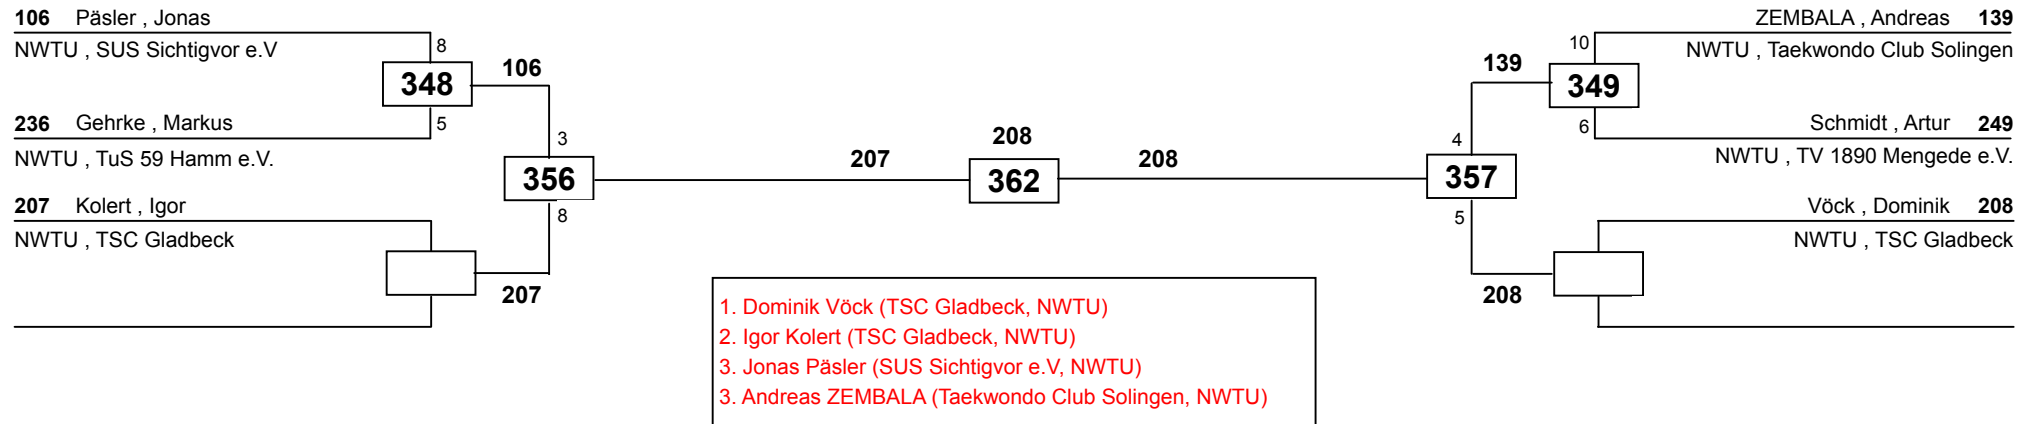 106 Päsler , Jonas
NWTU , SUS Sichtigvor e.V
8
348
106
5
236 Gehrke , Markus
NWTU , TuS 59 Hamm e.V.
3
356
8
207 Kolert , Igor
NWTU , TSC Gladbeck
207
207
208
362
208
ZEMBALA , Andreas 139
NWTU , Taekwondo Club Solingen
10
139
349
6
Schmidt , Artur 249
NWTU , TV 1890 Mengede e.V.
4
357
5
Vöck , Dominik 208
NWTU , TSC Gladbeck
208
1. Dominik Vöck (TSC Gladbeck, NWTU)
2. Igor Kolert (TSC Gladbeck, NWTU)
3. Jonas Päsler (SUS Sichtigvor e.V, NWTU)
3. Andreas ZEMBALA (Taekwondo Club Solingen, NWTU)